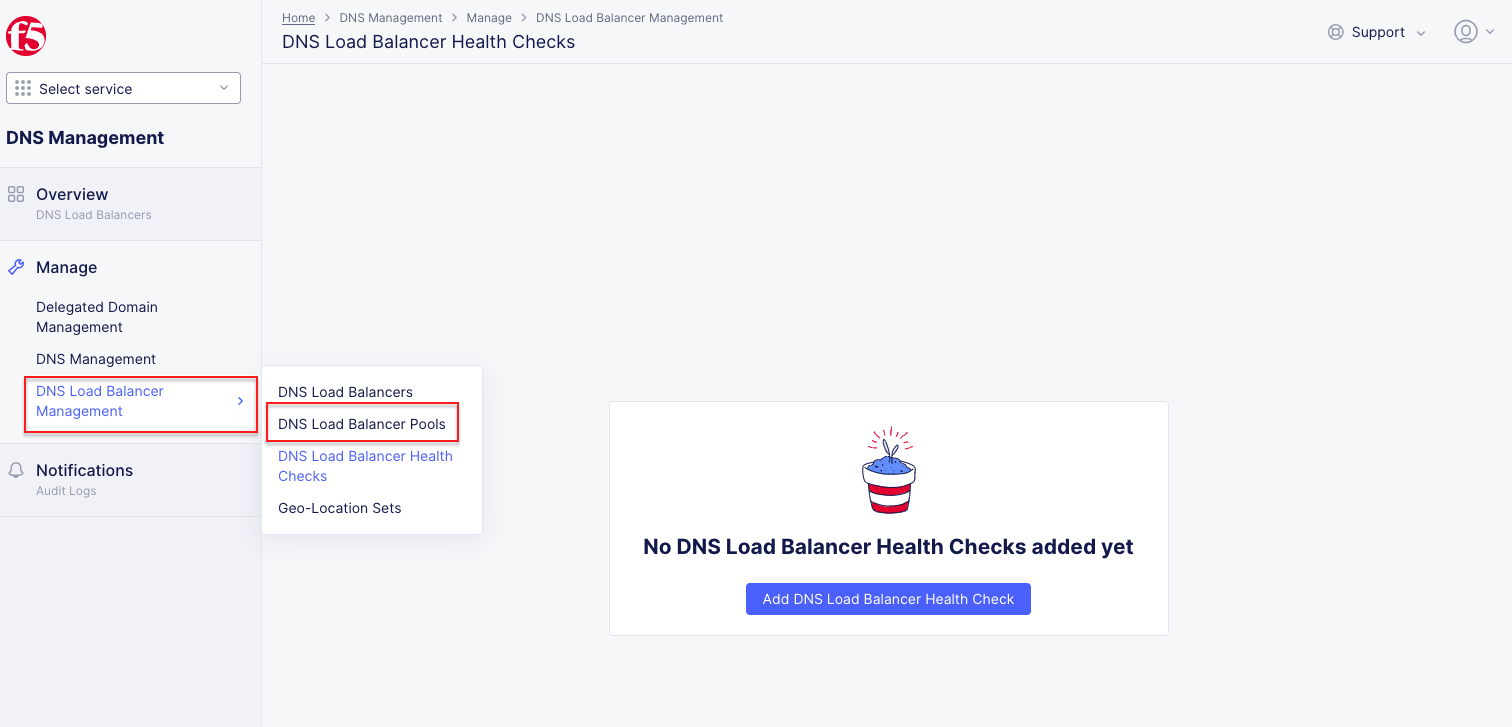 f5
Select service
DNS Management
Overview
DNS Load Balancers
Manage
Delegated Domain
Management
DNS Management
DNS Load Balancer
Management
Notifications
Audit Logs
Home > DNS Management > Manage > DNS Load Balancer Management
DNS Load Balancer Health Checks
Support
DNS Load Balancers
DNS Load Balancer Pools
DNS Load Balancer Health
Checks
Geo-Location Sets
No DNS Load Balancer Health Checks added yet
Add DNS Load Balancer Health Check